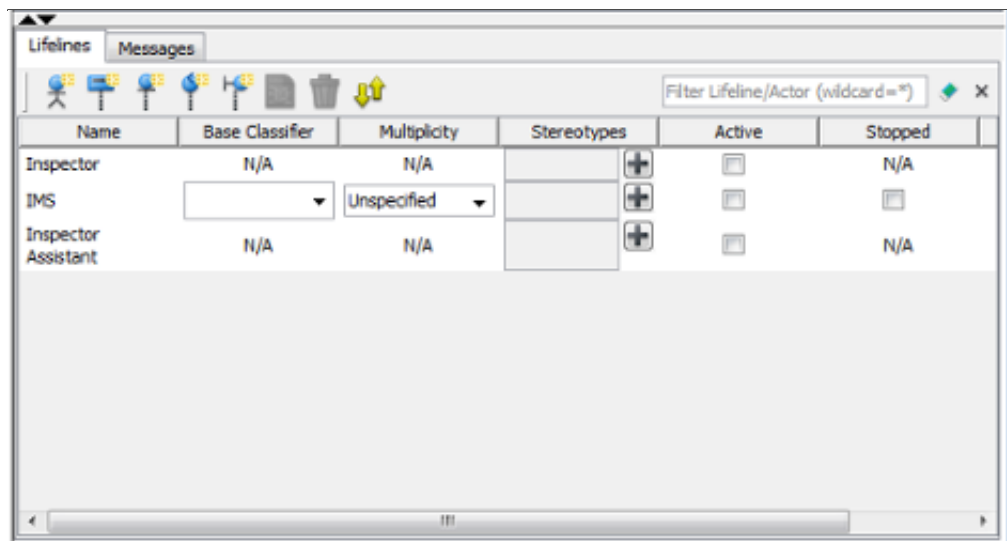 Lifelines Messages
Filter Lifeline/Actor (wildcard=*)
Name Base Classifier Multiplicity Stereotypes Active Stopped
Inspector N/A N/A N/A
IMS Unspecified
Inspector
Assistant N/A N/A N/A